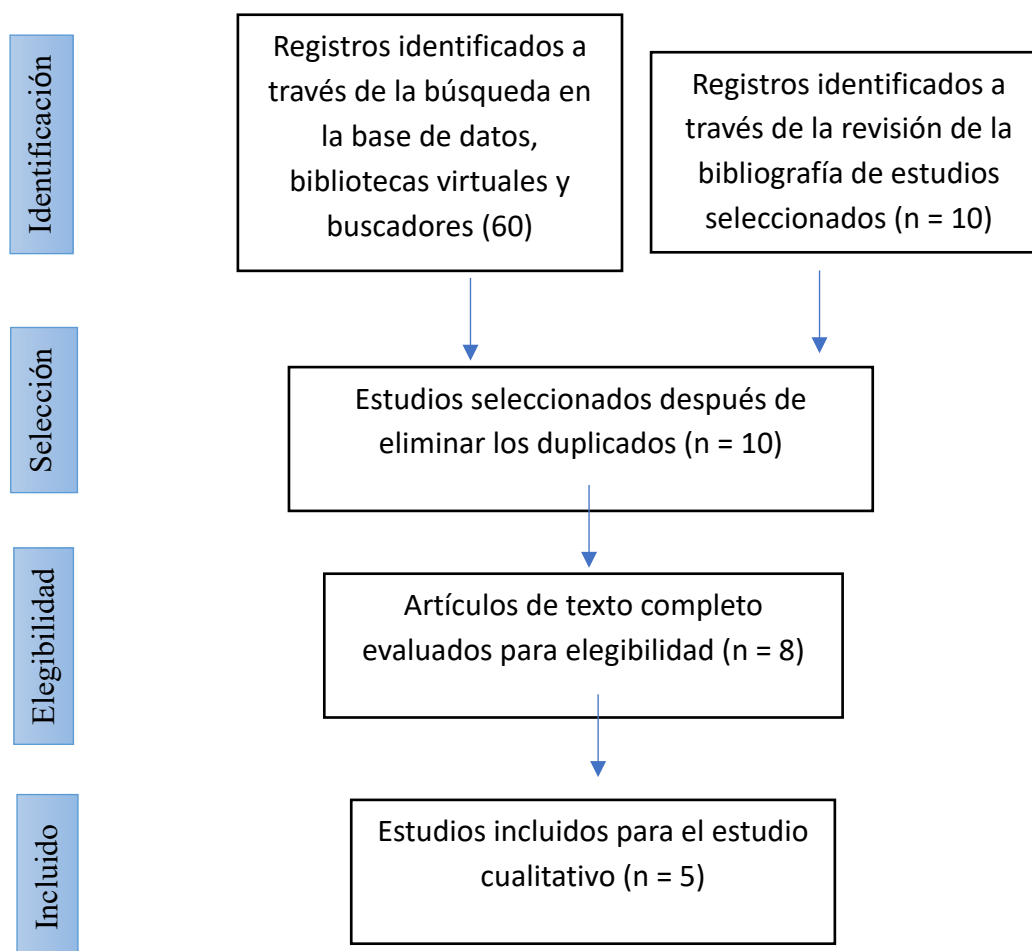 Identificación
Registros identificados a
través de la búsqueda en
la base de datos,
bibliotecas virtuales y
buscadores (60)
Registros identificados a
través de la revisión de la
bibliografía de estudios
seleccionados (n = 10)
Selección
Estudios seleccionados después de
eliminar los duplicados (n = 10)
Elegibilidad
Artículos de texto completo
evaluados para elegibilidad (n = 8)
Incluido
Estudios incluidos para el estudio
cualitativo (n = 5)